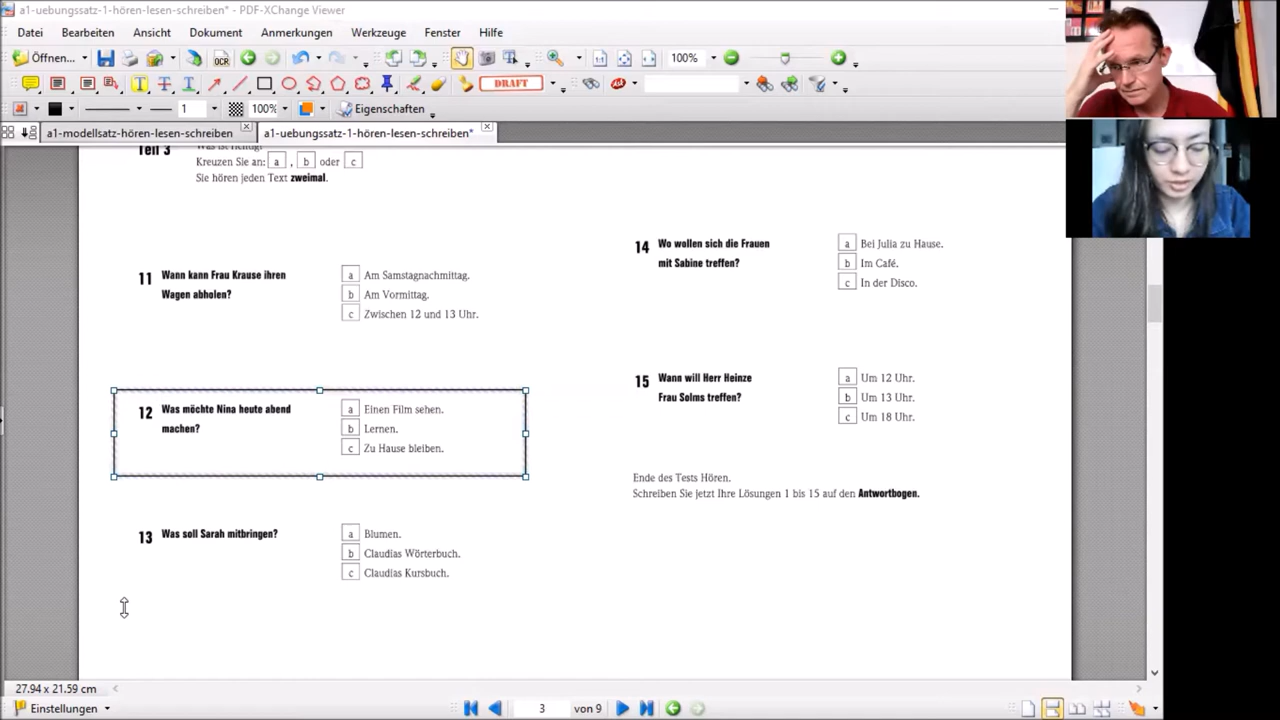 a1-uebungssatz-1-hören-lesen-schreiben* - PDF-XChange Viewer
Datei Bearbeiten Ansicht Dokument Anmerkungen Werkzeuge Fenster Hilfe
Öffnen... OCR 100%
DRAFT
1 100% Eigenschaften
a1-modellsatz-hören-lesen-schreiben a1-uebungssatz-1-hören-lesen-schreiben*
Teil 3 Was ist richtig?
Kreuzen Sie an: a , b oder c
Sie hören jeden Text zweimal.
11 Wann kann Frau Krause ihren
Wagen abholen?
a Am Samstagnachmittag.
b Am Vormittag.
c Zwischen 12 und 13 Uhr.
12 Was möchte Nina heute abend
machen?
a Einen Film sehen.
b Lernen.
c Zu Hause bleiben.
13 Was soll Sarah mitbringen?
a Blumen.
b Claudias Wörterbuch.
c Claudias Kursbuch.
14 Wo wollen sich die Frauen
mit Sabine treffen?
a Bei Julia zu Hause.
b Im Café.
c In der Disco.
15 Wann will Herr Heinze
Frau Solms treffen?
a Um 12 Uhr.
b Um 13 Uhr.
c Um 18 Uhr.
Ende des Tests Hören.
Schreiben Sie jetzt Ihre Lösungen 1 bis 15 auf den Antwortbogen.
27.94 x 21.59 cm
Einstellungen 3 von 9